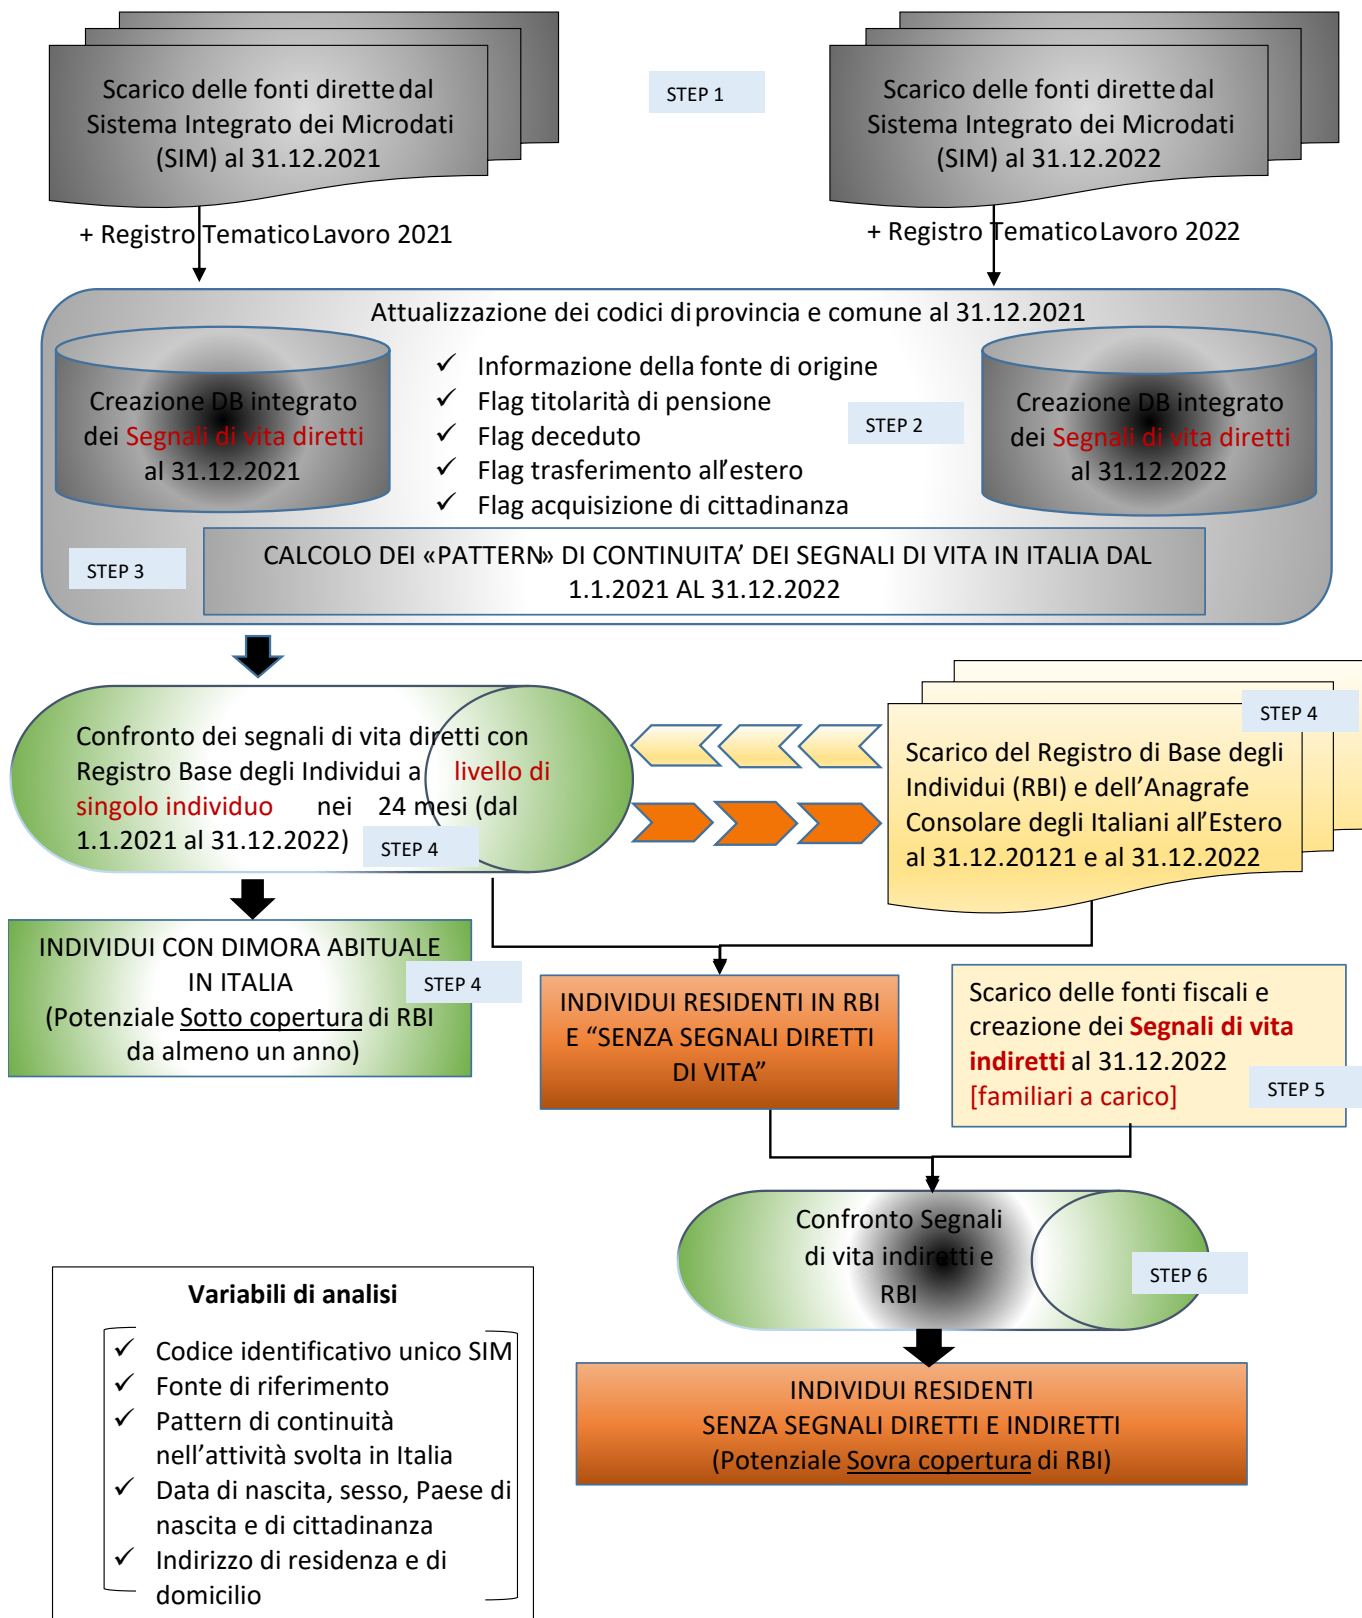 Scarico delle fonti dirette dal
Sistema Integrato dei Microdati
(SIM) al 31.12.2021
STEP 1
Scarico delle fonti dirette dal
Sistema Integrato dei Microdati
(SIM) al 31.12.2022
+ Registro Tematico Lavoro 2021
+ Registro Tematico Lavoro 2022
Attualizzazione dei codici di provincia e comune al 31.12.2021
Creazione DB integrato
dei Segnali di vita diretti
al 31.12.2021
✓ Informazione della fonte di origine
✓ Flag titolarità di pensione
✓ Flag deceduto
✓ Flag trasferimento all'estero
✓ Flag acquisizione di cittadinanza
STEP 2
Creazione DB integrato
dei Segnali di vita diretti
al 31.12.2022
STEP 3
CALCOLO DEI «PATTERN» DI CONTINUITA' DEI SEGNALI DI VITA IN ITALIA DAL
1.1.2021 AL 31.12.2022
Confronto dei segnali di vita diretti con
Registro Base degli Individui a livello di
singolo individuo nei 24 mesi (dal
1.1.2021 al 31.12.2022)
STEP 4
STEP 4
Scarico del Registro di Base degli
Individui (RBI) e dell'Anagrafe
Consolare degli Italiani all'Estero
al 31.12.20121 e al 31.12.2022
INDIVIDUI CON DIMORA ABITUALE
IN ITALIA
(Potenziale Sotto copertura di RBI
da almeno un anno)
STEP 4
INDIVIDUI RESIDENTI IN RBI
E "SENZA SEGNALI DIRETTI
DI VITA"
Scarico delle fonti fiscali e
creazione dei Segnali di vita
indiretti al 31.12.2022
[familiari a carico]
STEP 5
Confronto Segnali
di vita indiretti e
RBI
STEP 6
INDIVIDUI RESIDENTI
SENZA SEGNALI DIRETTI E INDIRETTI
(Potenziale Sovra copertura di RBI)
Variabili di analisi
✓ Codice identificativo unico SIM
✓ Fonte di riferimento
✓ Pattern di continuità
nell'attività svolta in Italia
✓ Data di nascita, sesso, Paese di
nascita e di cittadinanza
✓ Indirizzo di residenza e di
domicilio